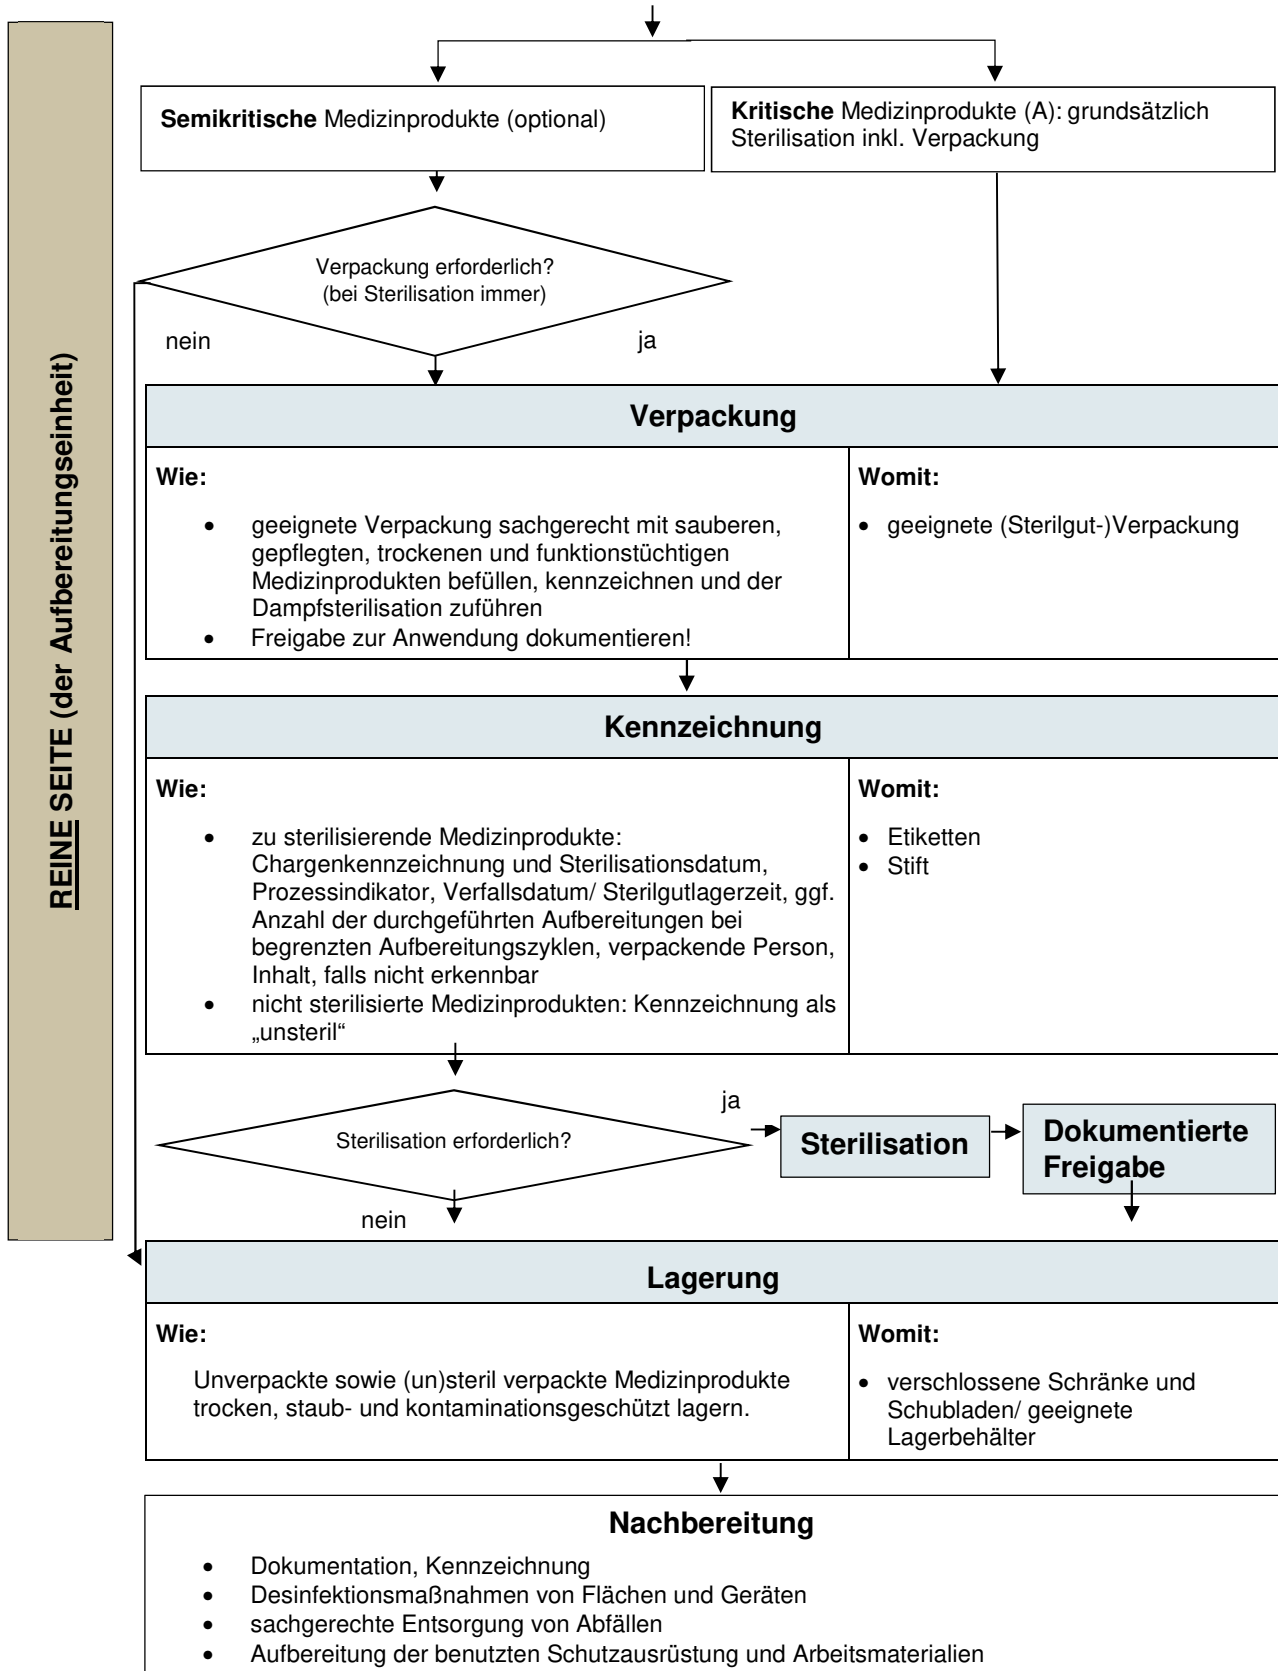 REINE SEITE (der Aufbereitungseinheit)
Semikritische Medizinprodukte (optional)
Kritische Medizinprodukte (A): grundsätzlich
Sterilisation inkl. Verpackung
Verpackung erforderlich?
(bei Sterilisation immer)
nein
ja
Verpackung
Wie:
• geeignete Verpackung sachgerecht mit sauberen,
gepflegten, trockenen und funktionstüchtigen
Medizinprodukten befüllen, kennzeichnen und der
Dampfsterilisation zuführen
• Freigabe zur Anwendung dokumentieren!
Womit:
• geeignete (Sterilgut-)Verpackung
Kennzeichnung
Wie:
• zu sterilisierende Medizinprodukte:
Chargenkennzeichnung und Sterilisationsdatum,
Prozessindikator, Verfallsdatum/ Sterilgutlagerzeit, ggf.
Anzahl der durchgeführten Aufbereitungen bei
begrenzten Aufbereitungszyklen, verpackende Person,
Inhalt, falls nicht erkennbar
• nicht sterilisierte Medizinprodukten: Kennzeichnung als
„unsteril“
Womit:
• Etiketten
• Stift
Sterilisation erforderlich?
ja
nein
Sterilisation
Dokumentierte
Freigabe
Lagerung
Wie:
Unverpackte sowie (un)steril verpackte Medizinprodukte
trocken, staub- und kontaminationsgeschützt lagern.
Womit:
• verschlossene Schränke und
Schubladen/ geeignete
Lagerbehälter
Nachbereitung
• Dokumentation, Kennzeichnung
• Desinfektionsmaßnahmen von Flächen und Geräten
• sachgerechte Entsorgung von Abfällen
• Aufbereitung der benutzten Schutzausrüstung und Arbeitsmaterialien